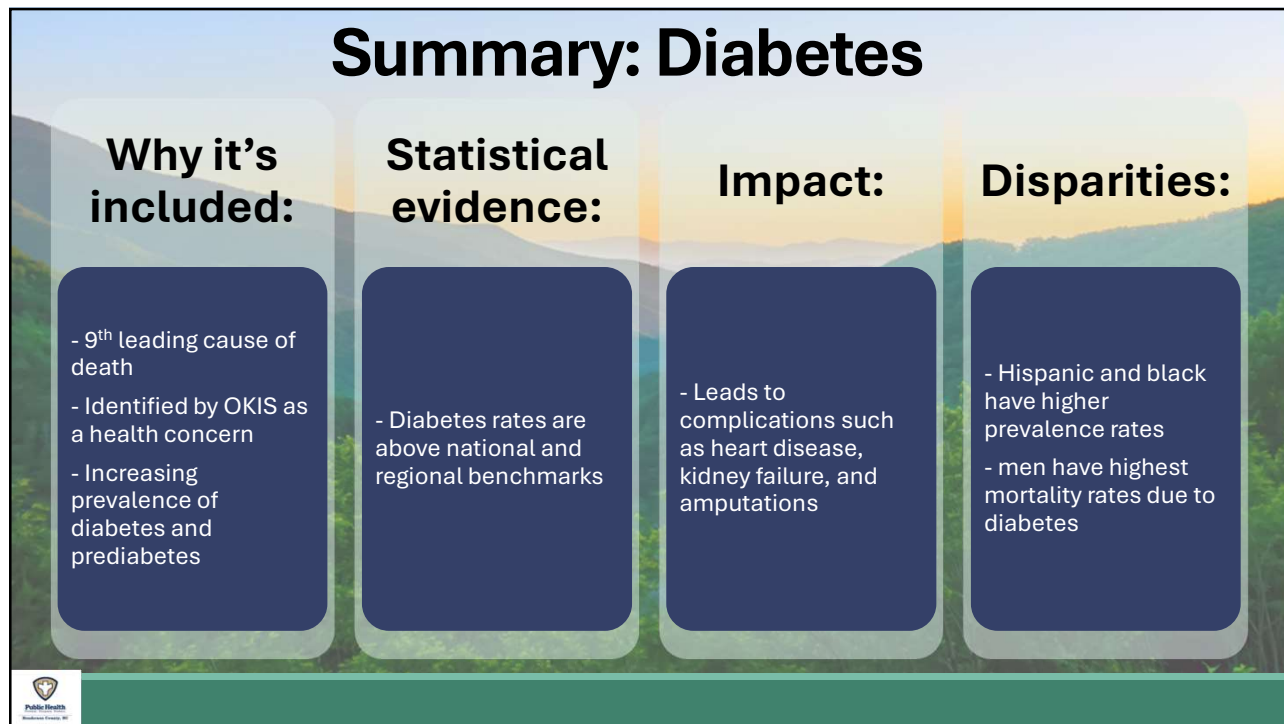 Summary: Diabetes
Why it's
included:
- 9th leading cause of
death
- Identified by OKIS as
a health concern
- Increasing
prevalence of
diabetes and
prediabetes
Statistical
evidence:
- Diabetes rates are
above national and
regional benchmarks
Impact:
- Leads to
complications such
as heart disease,
kidney failure, and
amputations
Disparities:
- Hispanic and black
have higher
prevalence rates
- men have highest
mortality rates due to
diabetes
Public Health
Henderson County, NC